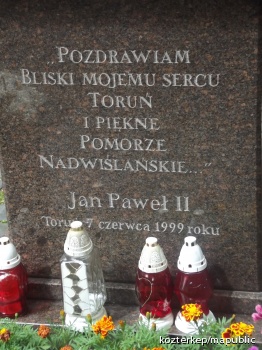 „POZDRAWIAM
BLISKI MOJEMU SERCU
TORUŃ
I PIĘKNE
POMORZE
NADWIŚLAŃSKIE..."
Jan Paweł II
Toruń 7 czerwca 1999 roku
kozterkep/mapublic